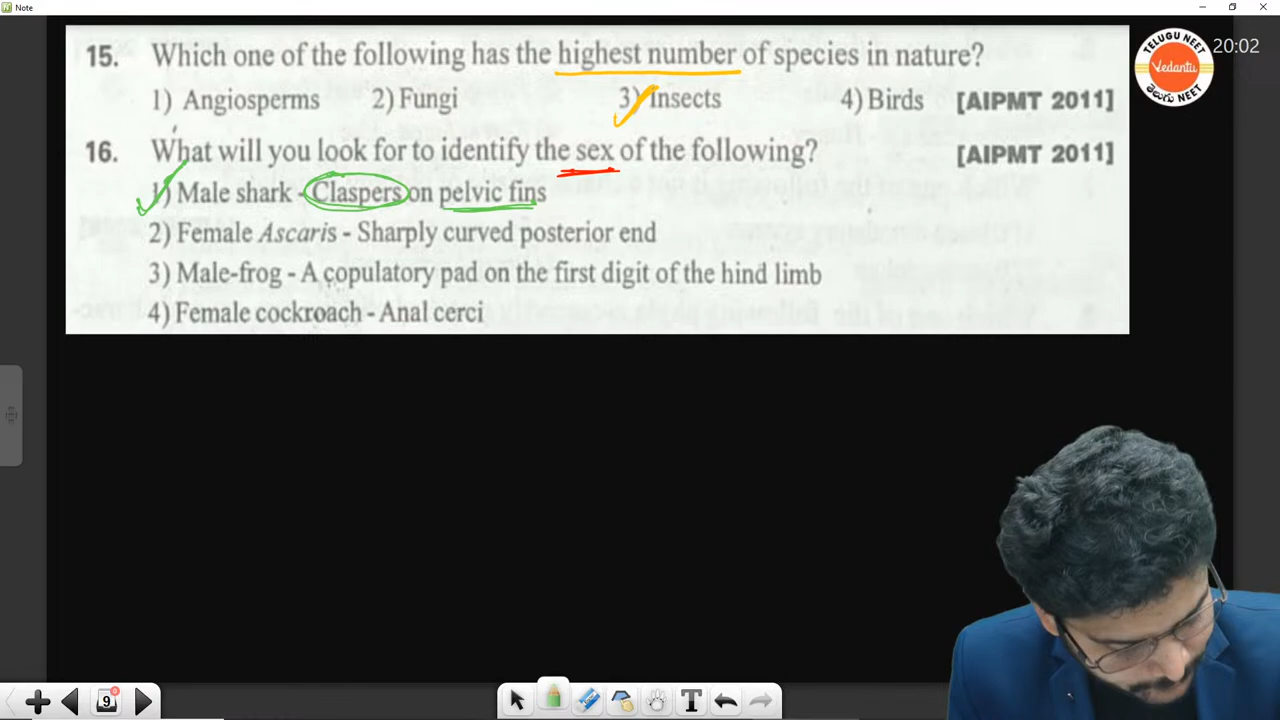 Note
15. Which one of the following has the highest number of species in nature?
1) Angiosperms 2) Fungi 3) Insects 4) Birds [AIPMT 2011]
16. What will you look for to identify the sex of the following? [AIPMT 2011]
1) Male shark - Claspers on pelvic fins
2) Female Ascaris - Sharply curved posterior end
3) Male-frog - A copulatory pad on the first digit of the hind limb
4) Female cockroach - Anal cerci
TELUGU NEET
Vedantu
తెలుగు NEET
20:02
9
0
T